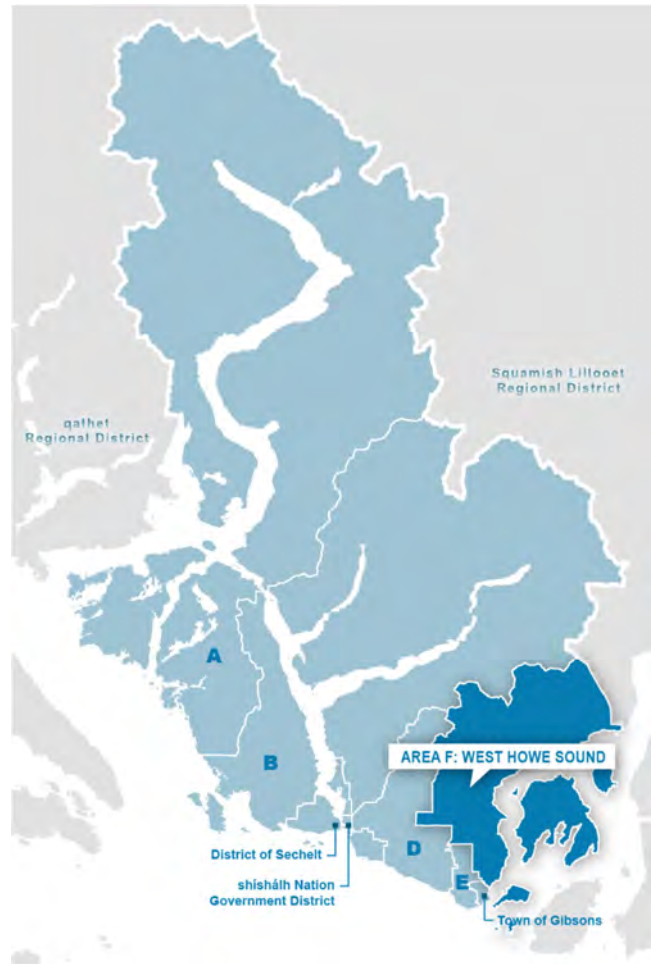 Squamish Lillooet
Regional District
qathet
Regional District
A
AREA F: WEST HOWE SOUND
B
District of Sechelt
D
shíshálh Nation
Government District
E
Town of Gibsons